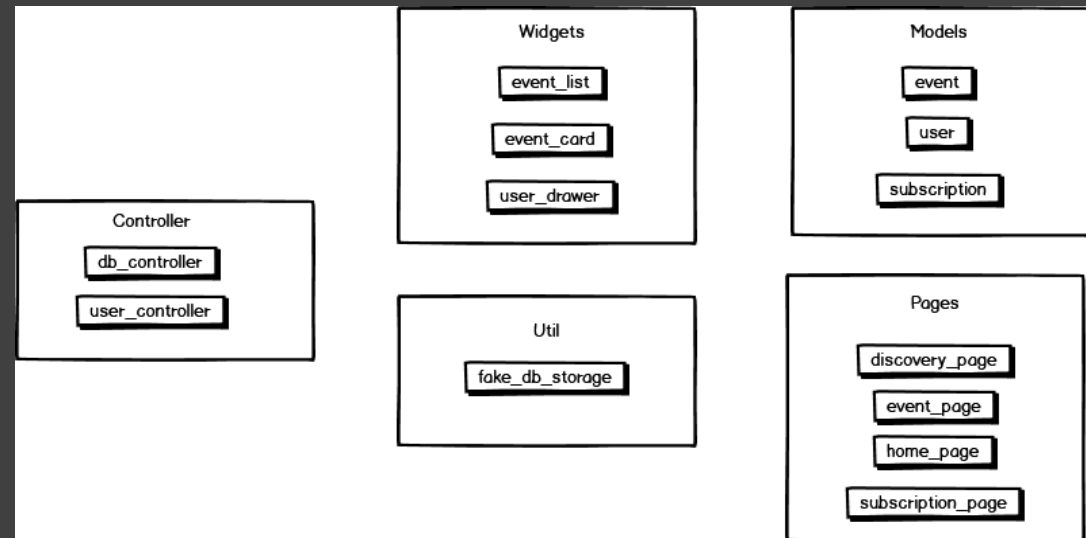 Widgets
event_list
event_card
user_drawer
Models
event
user
subscription
Controller
db_controller
user_controller
Util
fake_db_storage
Pages
discovery_page
event_page
home_page
subscription_page